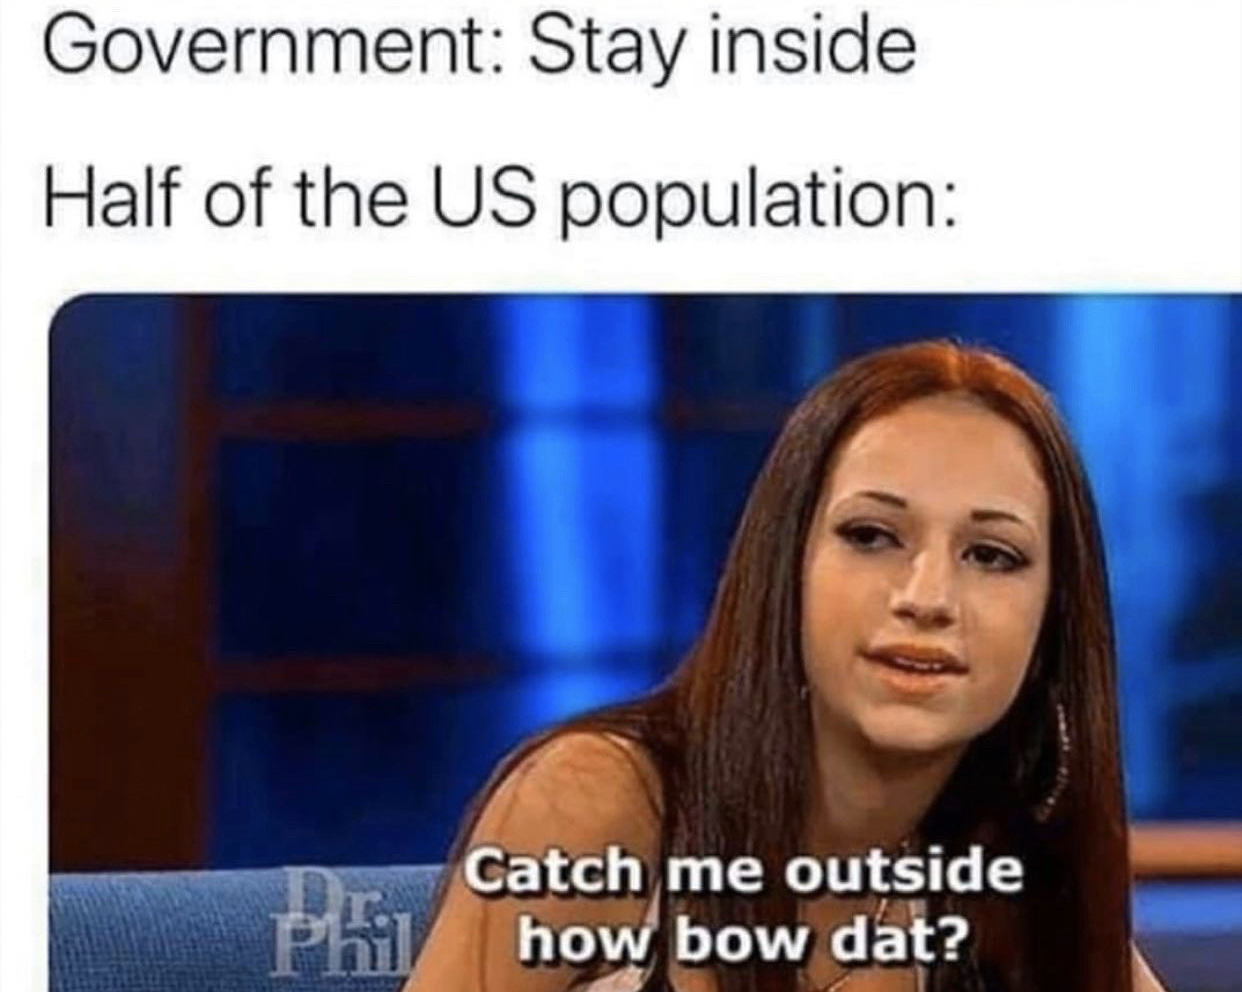 Government: Stay inside
Half of the US population:
Catch me outside
how bow dat?
Dr.
Phil